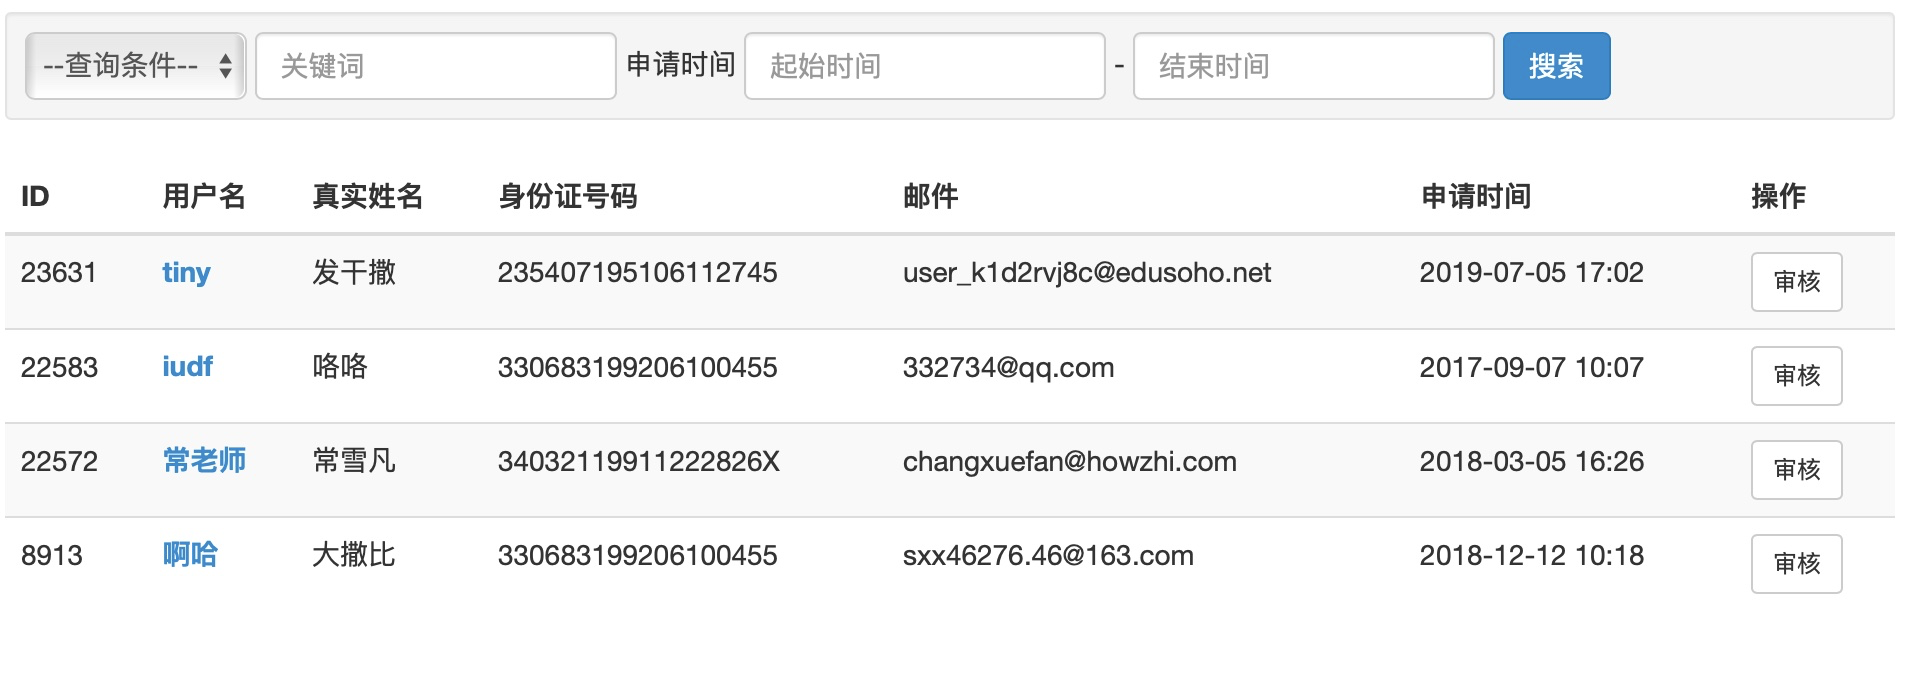 --查询条件-- 关键词 申请时间 起始时间 - 结束时间 搜索
ID 用户名 真实姓名 身份证号码 邮件 申请时间 操作
23631 tiny 发干撒 235407195106112745 user_k1d2rvj8c@edusoho.net 2019-07-05 17:02 审核
22583 iudf 咯咯 330683199206100455 332734@qq.com 2017-09-07 10:07 审核
22572 常老师 常雪凡 34032119911222826X changxuefan@howzhi.com 2018-03-05 16:26 审核
8913 啊哈 大撒比 330683199206100455 sxx46276.46@163.com 2018-12-12 10:18 审核